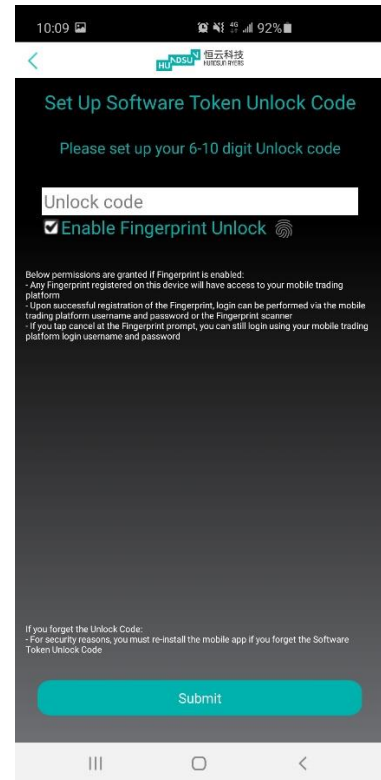 10:09 4G 92%
HUNDSUN 恒云科技
HUNDSUN AYERS
Set Up Software Token Unlock Code
Please set up your 6-10 digit Unlock code
Unlock code
Enable Fingerprint Unlock
Below permissions are granted if Fingerprint is enabled:
- Any Fingerprint registered on this device will have access to your mobile trading
platform
- Upon successful registration of the Fingerprint, login can be performed via the mobile
trading platform username and password or the Fingerprint scanner
- If you tap cancel at the Fingerprint prompt, you can still login using your mobile trading
platform login username and password
If you forget the Unlock Code:
- For security reasons, you must re-install the mobile app if you forget the Software
Token Unlock Code
Submit